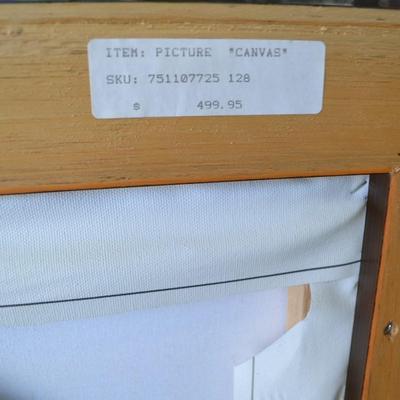 ITEM: PICTURE "CANVAS"
SKU: 751107725 128
$ 499.95